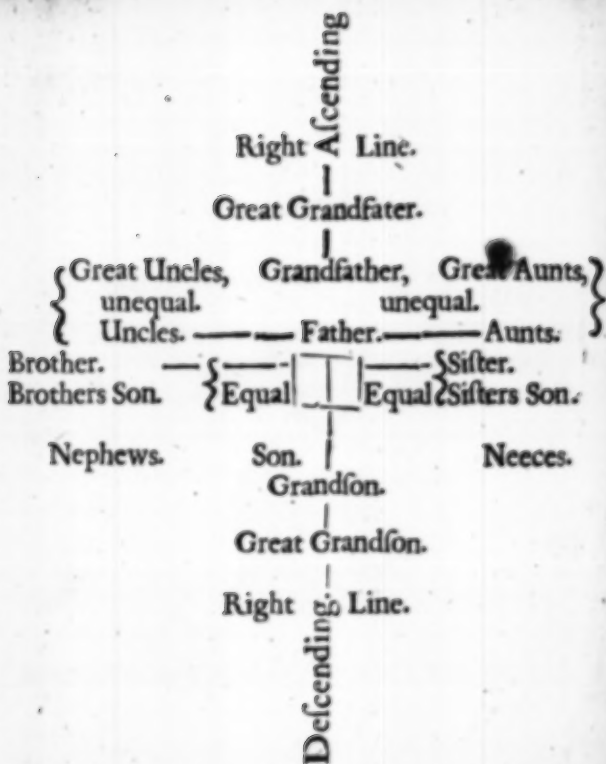 Aſcending
Right Line.
Great Grandfater.
Great Uncles, Grandfather, Great Aunts,
unequal. unequal.
Uncles. Father. Aunts.
Brother. Siſter.
Brothers Son. Equal Equal Siſters Son.
Nephews. Son. Neeces.
Grandſon.
Great Grandſon.
Right Line.
Deſcending.